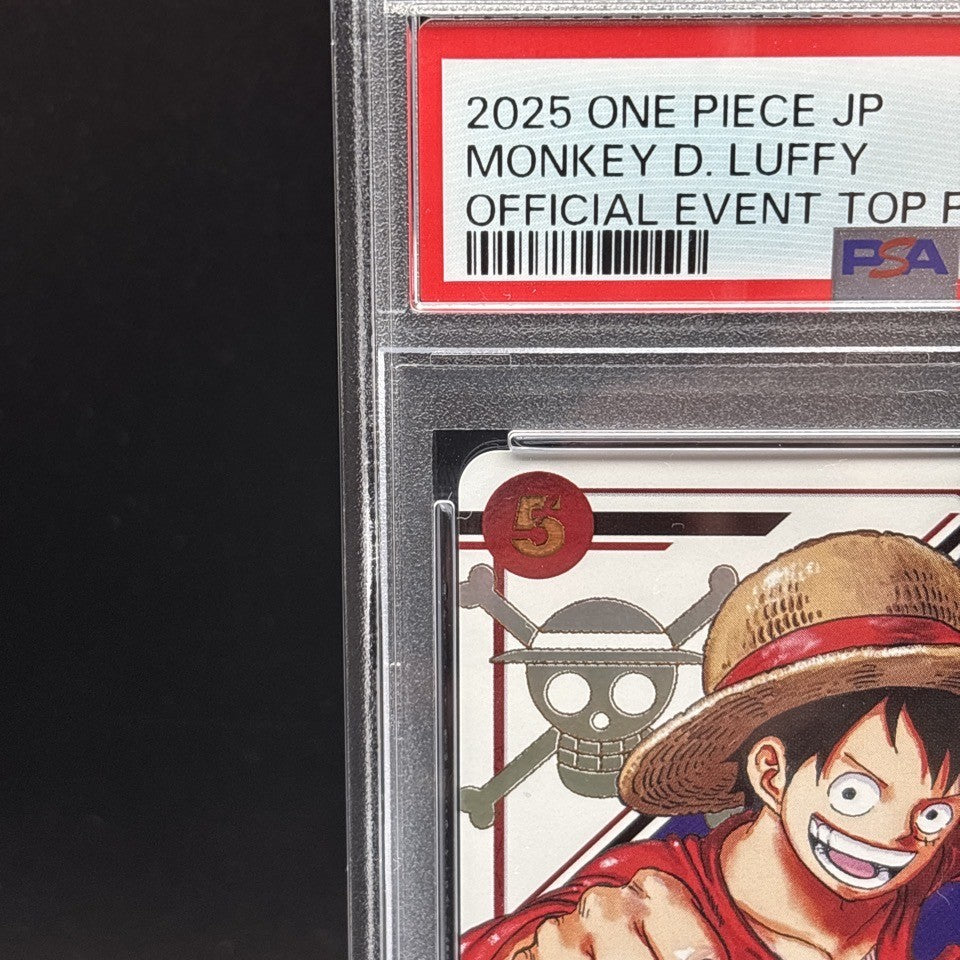 2025 ONE PIECE JP
MONKEY D. LUFFY
OFFICIAL EVENT TOP
PSA
5